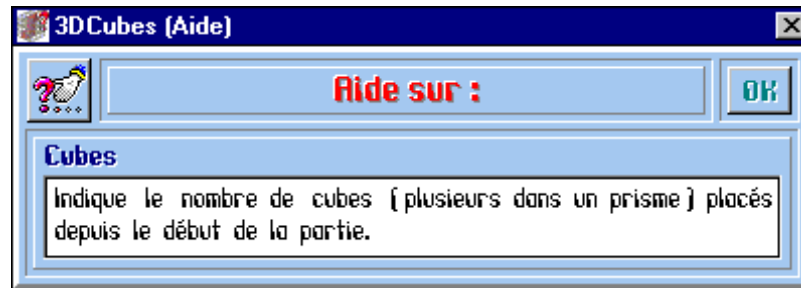 3DCubes (Aide)
Aide sur :
OK
Cubes
Indique le nombre de cubes (plusieurs dans un prisme) placés
depuis le début de la partie.